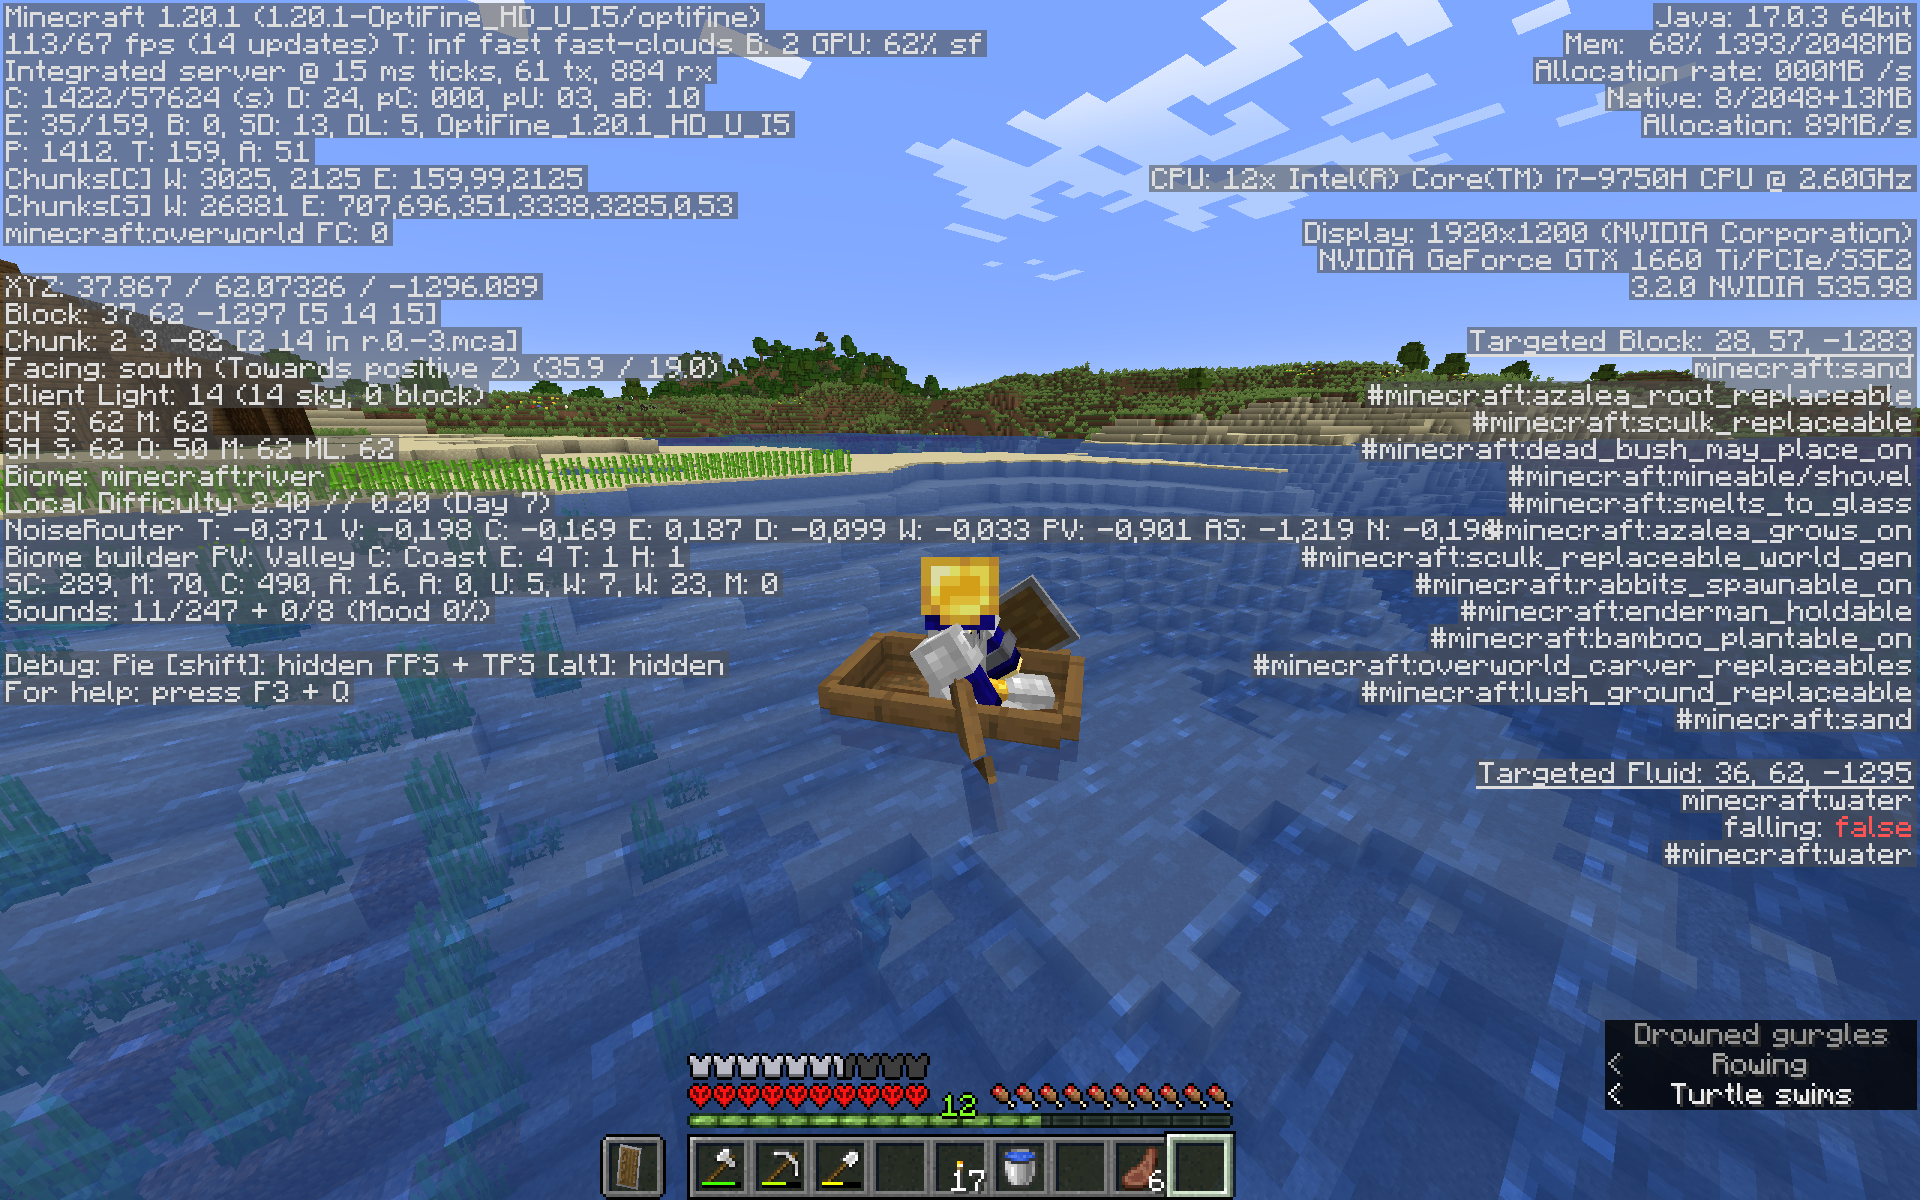 Minecraft 1.20.1 (1.20.1-OptiFine_HD_U_I5/optifine)
113/67 fps (14 updates) T: inf fast fast-clouds B: 2 GPU: 62% sf
Integrated server @ 15 ms ticks, 61 tx, 884 rx
C: 1422/57624 (s) D: 24, pC: 000, pU: 03, aB: 10
E: 35/159, B: 0, SD: 13, DL: 5, OptiFine_1.20.1_HD_U_I5
P: 1412. T: 159, A: 51
Chunks[C] W: 3025, 2125 E: 159,99,2125
Chunks[S] W: 26881 E: 707,696,351,3338,3285,0,53
minecraft:overworld FC: 0
XYZ: 37.867 / 62.07326 / -1296.089
Block: 37 62 -1297 [5 14 15]
Chunk: 2 3 -82 [2 14 in r.0.-3.mca]
Facing: south (Towards positive Z) (35.9 / 19.0)
Client Light: 14 (14 sky, 0 block)
CH S: 62 M: 62
SH S: 62 O: 50 M: 62 ML: 62
Biome: minecraft:river
Local Difficulty: 2.40 // 0.20 (Day 7)
NoiseRouter T: -0,371 V: -0,198 C: -0,169 E: 0,187 D: -0,099 W: -0,033 PV: -0,901 AS: -1,219 N: -0,196
Biome builder PV: Valley C: Coast E: 4 T: 1 H: 1
SC: 289, M: 70, C: 490, A: 16, A: 0, U: 5, W: 7, W: 23, M: 0
Sounds: 11/247 + 0/8 (Mood 0%)
Debug: Pie [shift]: hidden FPS + TPS [alt]: hidden
For help: press F3 + Q
Java: 17.0.3 64bit
Mem: 68% 1393/2048MB
Allocation rate: 000MB /s
Native: 8/2048+13MB
Allocation: 89MB/s
CPU: 12x Intel(R) Core(TM) i7-9750H CPU @ 2.60GHz
Display: 1920x1200 (NVIDIA Corporation)
NVIDIA GeForce GTX 1660 Ti/PCIe/SSE2
3.2.0 NVIDIA 535.98
Targeted Block: 28, 57, -1283
minecraft:sand
#minecraft:azalea_root_replaceable
#minecraft:sculk_replaceable
#minecraft:dead_bush_may_place_on
#minecraft:mineable/shovel
#minecraft:smelts_to_glass
#minecraft:azalea_grows_on
#minecraft:sculk_replaceable_world_gen
#minecraft:rabbits_spawnable_on
#minecraft:enderman_holdable
#minecraft:bamboo_plantable_on
#minecraft:overworld_carver_replaceables
#minecraft:lush_ground_replaceable
#minecraft:sand
Targeted Fluid: 36, 62, -1295
minecraft:water
falling: false
#minecraft:water
Drowned gurgles
< Rowing
< Turtle swims
12
17
6